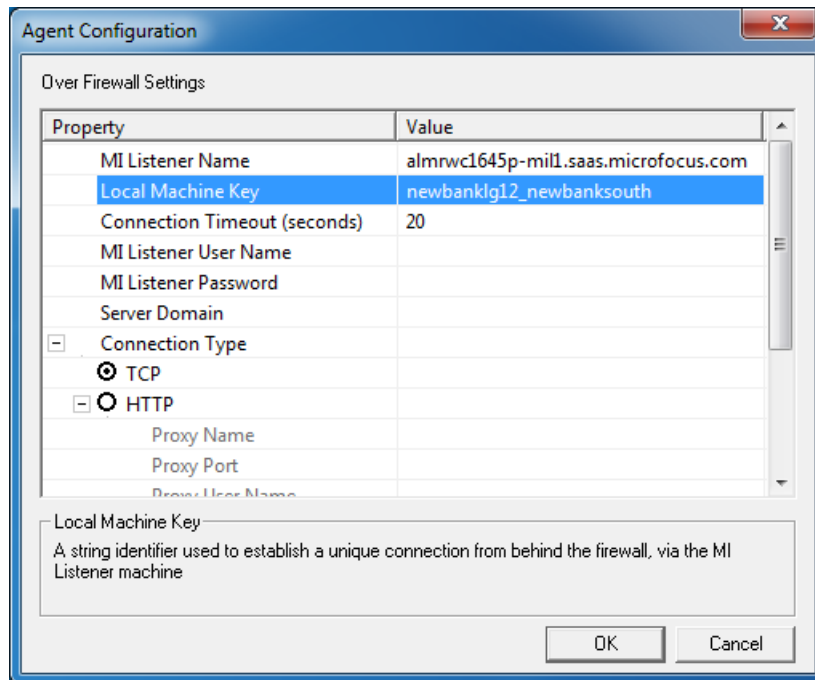 Agent Configuration
Over Firewall Settings
Property Value
MI Listener Name almrwc1645p-mil1.saas.microfocus.com
Local Machine Key newbanklg12_newbanksouth
Connection Timeout (seconds) 20
MI Listener User Name
MI Listener Password
Server Domain
Connection Type
TCP
HTTP
Proxy Name
Proxy Port
Proxy User Name
Local Machine Key
A string identifier used to establish a unique connection from behind the firewall, via the MI
Listener machine
OK Cancel